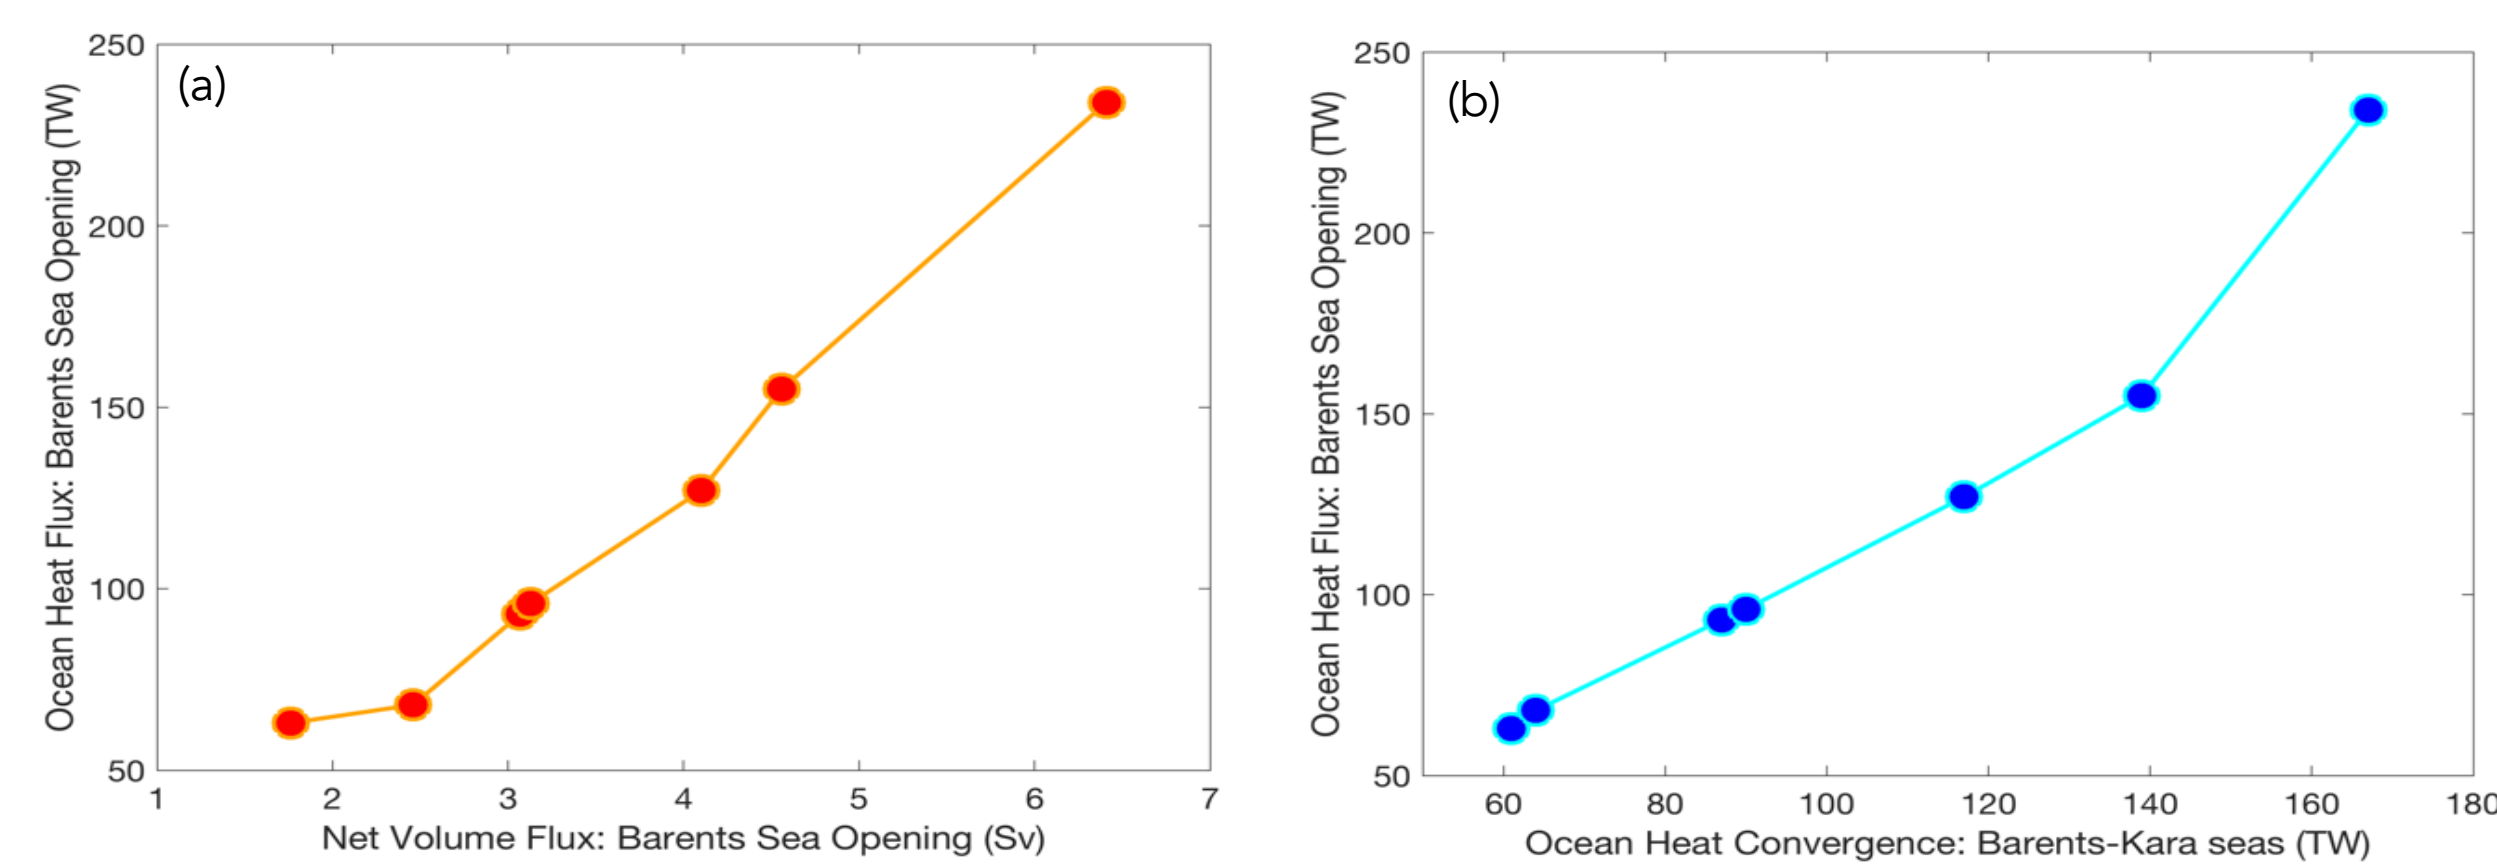 (a)
Ocean Heat Flux: Barents Sea Opening (TW)
250
200
150
100
50
1 2 3 4 5 6 7
Net Volume Flux: Barents Sea Opening (Sv)
(b)
Ocean Heat Flux: Barents Sea Opening (TW)
250
200
150
100
50
60 80 100 120 140 160 180
Ocean Heat Convergence: Barents-Kara seas (TW)